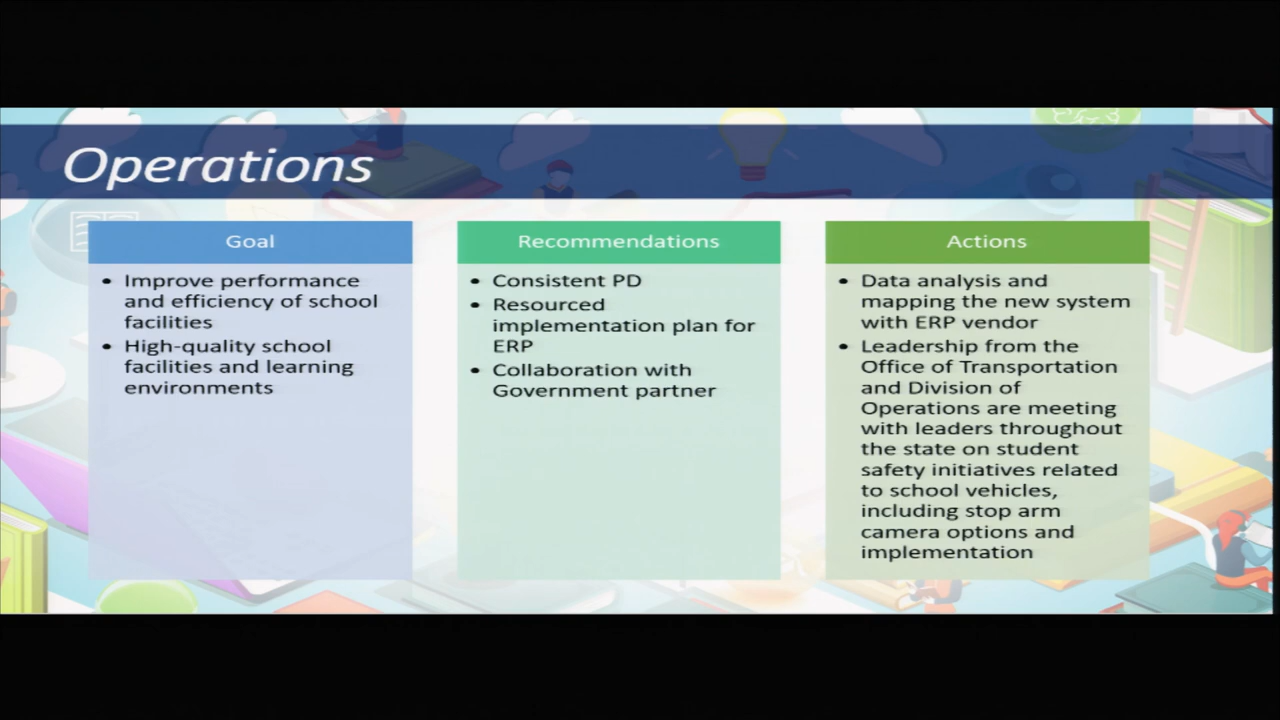 Operations
Goal
• Improve performance
and efficiency of school
facilities
• High-quality school
facilities and learning
environments
Recommendations
• Consistent PD
• Resourced
implementation plan for
ERP
• Collaboration with
Government partner
Actions
• Data analysis and
mapping the new system
with ERP vendor
• Leadership from the
Office of Transportation
and Division of
Operations are meeting
with leaders throughout
the state on student
safety initiatives related
to school vehicles,
including stop arm
camera options and
implementation